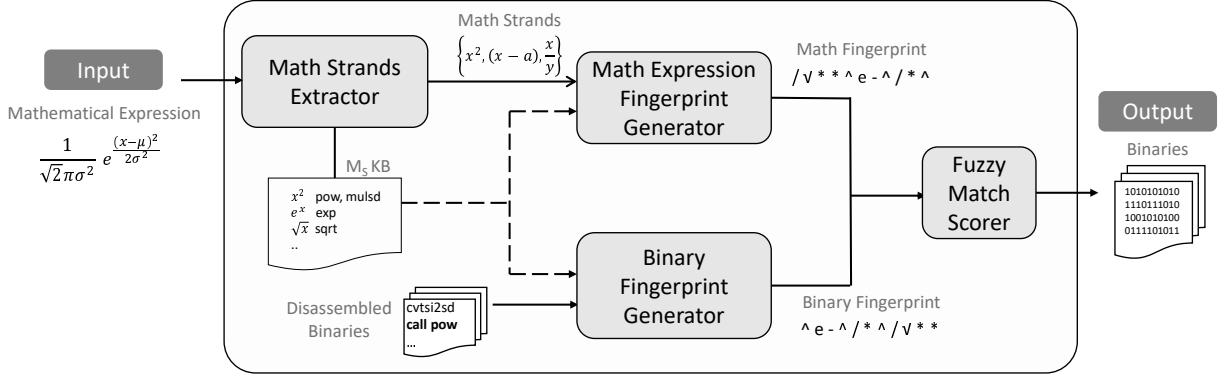 Input
Mathematical Expression
1/√2πσ² e^((x−μ)²/2σ²)
Math Strands
Extractor
Math Strands
{x², (x − a), x/y}
Math Expression
Fingerprint
Generator
Math Fingerprint
/ √ * * ^ e - ^ / * ^
M_S KB
x² pow, mulsd
eˣ exp
√x sqrt
..
Disassembled
Binaries
cvtsi2sd
call pow
...
Binary
Fingerprint
Generator
Binary Fingerprint
^ e - ^ / * ^ / √ * *
Fuzzy
Match
Scorer
Output
Binaries
1010101010
1110111010
1001010100
0111101011